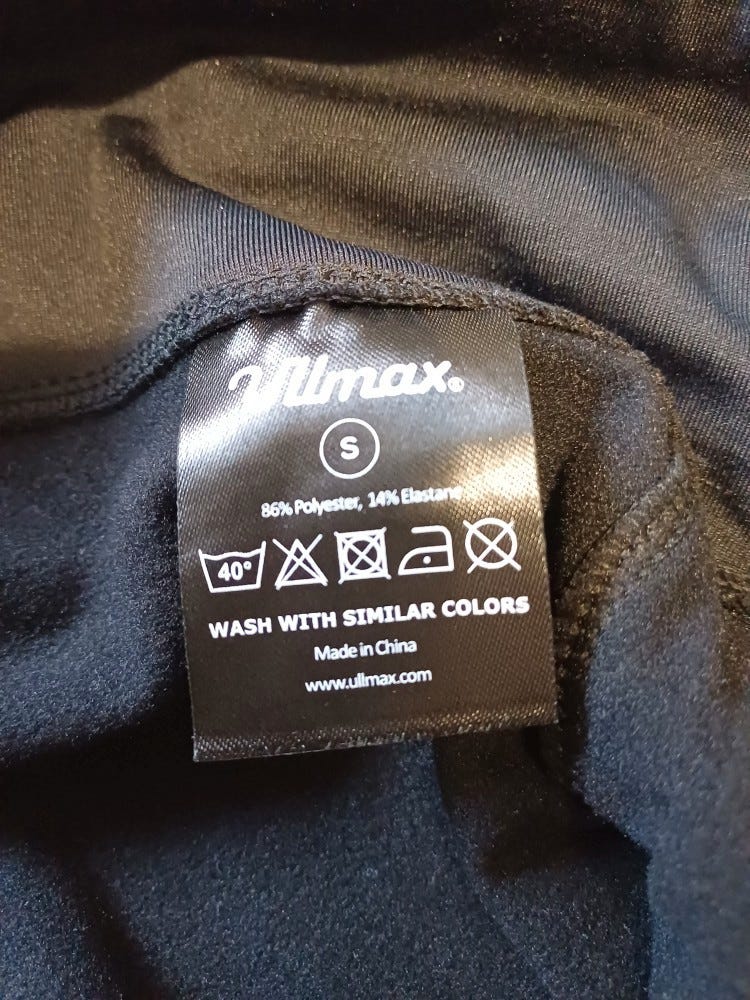 Ullmax®
S
86% Polyester, 14% Elastane
40°
WASH WITH SIMILAR COLORS
Made in China
www.ullmax.com